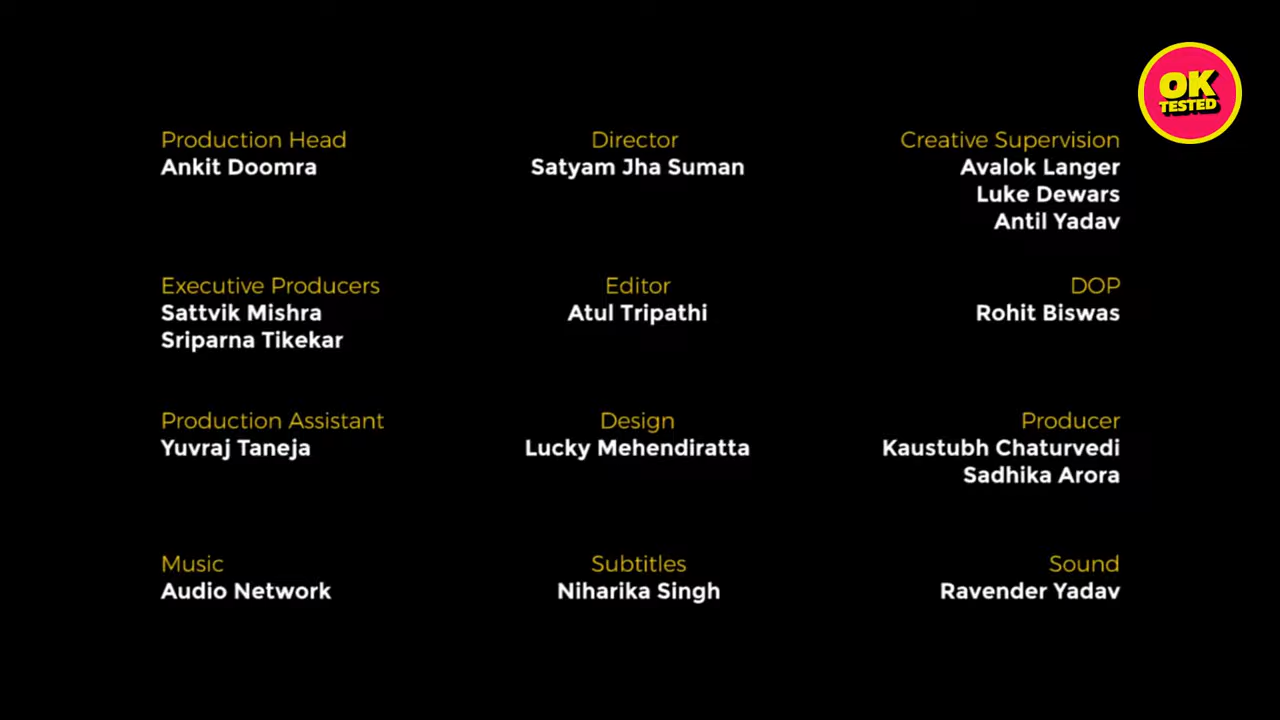 OK
TESTED
Production Head
Ankit Doomra
Director
Satyam Jha Suman
Creative Supervision
Avalok Langer
Luke Dewars
Antil Yadav
Executive Producers
Sattvik Mishra
Sriparna Tikekar
Editor
Atul Tripathi
DOP
Rohit Biswas
Production Assistant
Yuvraj Taneja
Design
Lucky Mehendiratta
Producer
Kaustubh Chaturvedi
Sadhika Arora
Music
Audio Network
Subtitles
Niharika Singh
Sound
Ravender Yadav